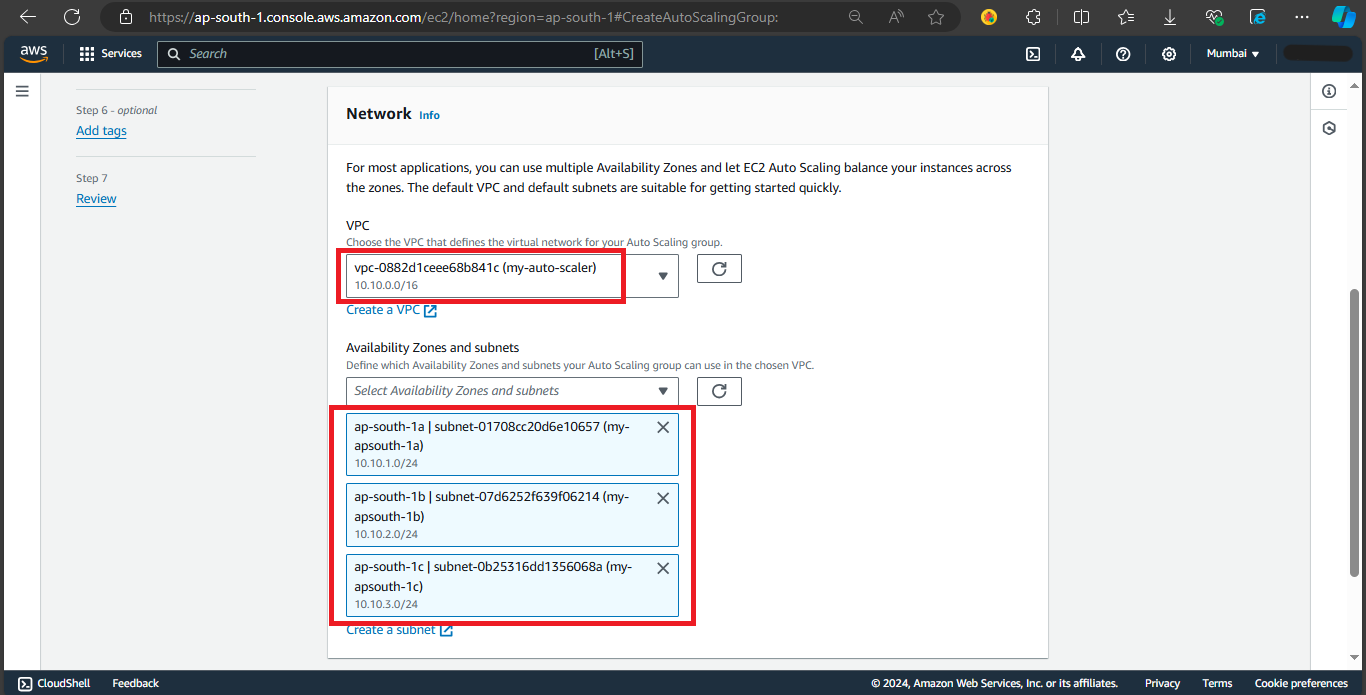 https://ap-south-1.console.aws.amazon.com/ec2/home?region=ap-south-1#CreateAutoScalingGroup:
aws
Services
Search
[Alt+S]
Mumbai
Step 6 - optional
Add tags
Step 7
Review
Network Info
For most applications, you can use multiple Availability Zones and let EC2 Auto Scaling balance your instances across
the zones. The default VPC and default subnets are suitable for getting started quickly.
VPC
Choose the VPC that defines the virtual network for your Auto Scaling group.
vpc-0882d1ceee68b841c (my-auto-scaler)
10.10.0.0/16
Create a VPC
Availability Zones and subnets
Define which Availability Zones and subnets your Auto Scaling group can use in the chosen VPC.
Select Availability Zones and subnets
ap-south-1a | subnet-01708cc20d6e10657 (my-
apsouth-1a)
10.10.1.0/24
ap-south-1b | subnet-07d6252f639f06214 (my-
apsouth-1b)
10.10.2.0/24
ap-south-1c | subnet-0b25316dd1356068a (my-
apsouth-1c)
10.10.3.0/24
Create a subnet
CloudShell
Feedback
© 2024, Amazon Web Services, Inc. or its affiliates.
Privacy
Terms
Cookie preferences